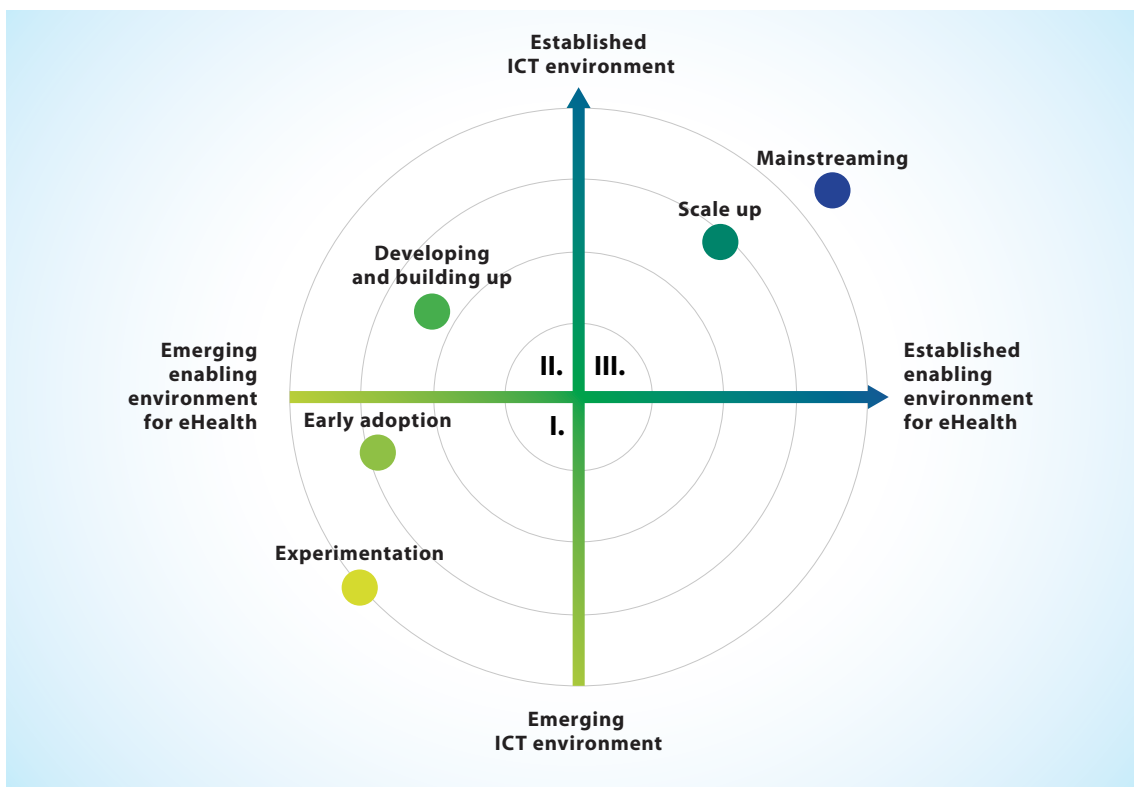 Established
ICT environment
Mainstreaming
Scale up
Developing
and building up
II.
III.
Emerging
enabling
environment
for eHealth
Established
enabling
environment
for eHealth
Early adoption
I.
Experimentation
Emerging
ICT environment